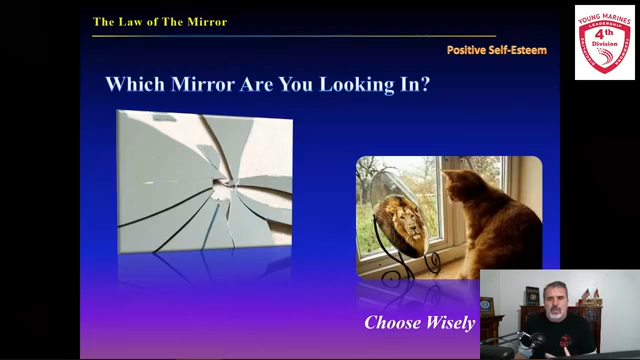 The Law of The Mirror
YOUNG MARINES
LEADERSHIP
4th
Division
Positive Self-Esteem
Which Mirror Are You Looking In?
Choose Wisely